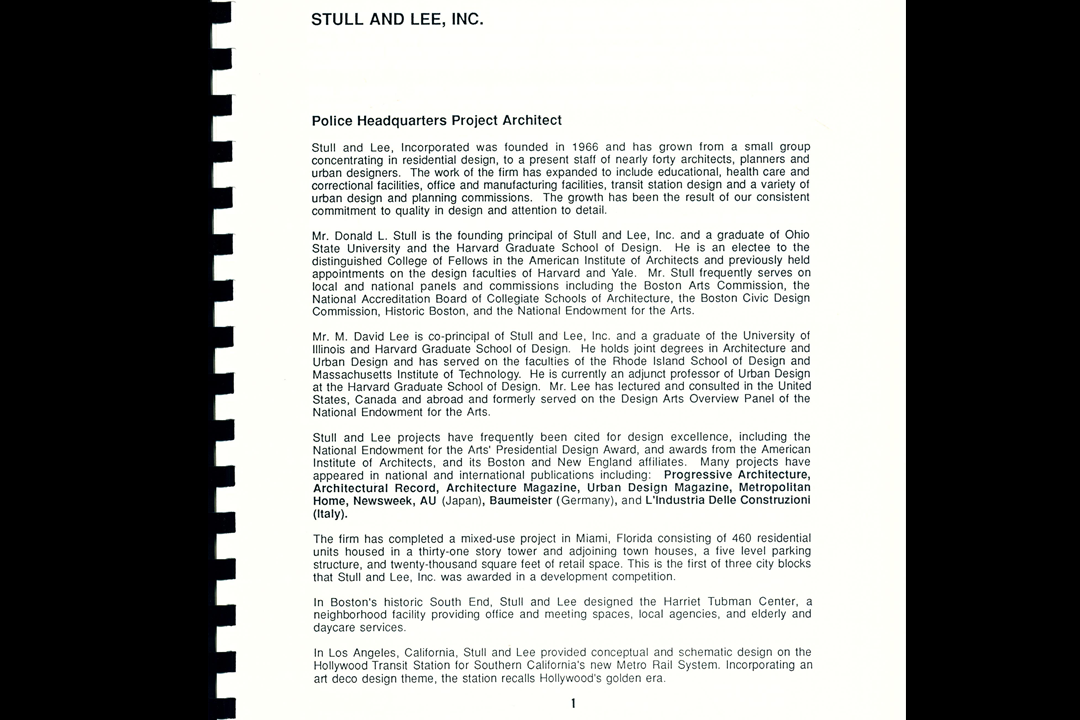 STULL AND LEE, INC.
Police Headquarters Project Architect
Stull and Lee, Incorporated was founded in 1966 and has grown from a small group
concentrating in residential design, to a present staff of nearly forty architects, planners and
urban designers. The work of the firm has expanded to include educational, health care and
correctional facilities, office and manufacturing facilities, transit station design and a variety of
urban design and planning commissions. The growth has been the result of our consistent
commitment to quality in design and attention to detail.
Mr. Donald L. Stull is the founding principal of Stull and Lee, Inc. and a graduate of Ohio
State University and the Harvard Graduate School of Design. He is an electee to the
distinguished College of Fellows in the American Institute of Architects and previously held
appointments on the design faculties of Harvard and Yale. Mr. Stull frequently serves on
local and national panels and commissions including the Boston Arts Commission, the
National Accreditation Board of Collegiate Schools of Architecture, the Boston Civic Design
Commission, Historic Boston, and the National Endowment for the Arts.
Mr. M. David Lee is co-principal of Stull and Lee, Inc. and a graduate of the University of
Illinois and Harvard Graduate School of Design. He holds joint degrees in Architecture and
Urban Design and has served on the faculties of the Rhode Island School of Design and
Massachusetts Institute of Technology. He is currently an adjunct professor of Urban Design
at the Harvard Graduate School of Design. Mr. Lee has lectured and consulted in the United
States, Canada and abroad and formerly served on the Design Arts Overview Panel of the
National Endowment for the Arts.
Stull and Lee projects have frequently been cited for design excellence, including the
National Endowment for the Arts' Presidential Design Award, and awards from the American
Institute of Architects, and its Boston and New England affiliates. Many projects have
appeared in national and international publications including: Progressive Architecture,
Architectural Record, Architecture Magazine, Urban Design Magazine, Metropolitan
Home, Newsweek, AU (Japan), Baumeister (Germany), and L'Industria Delle Construzioni
(Italy).
The firm has completed a mixed-use project in Miami, Florida consisting of 460 residential
units housed in a thirty-one story tower and adjoining town houses, a five level parking
structure, and twenty-thousand square feet of retail space. This is the first of three city blocks
that Stull and Lee, Inc. was awarded in a development competition.
In Boston's historic South End, Stull and Lee designed the Harriet Tubman Center, a
neighborhood facility providing office and meeting spaces, local agencies, and elderly and
daycare services.
In Los Angeles, California, Stull and Lee provided conceptual and schematic design on the
Hollywood Transit Station for Southern California's new Metro Rail System. Incorporating an
art deco design theme, the station recalls Hollywood's golden era.
1